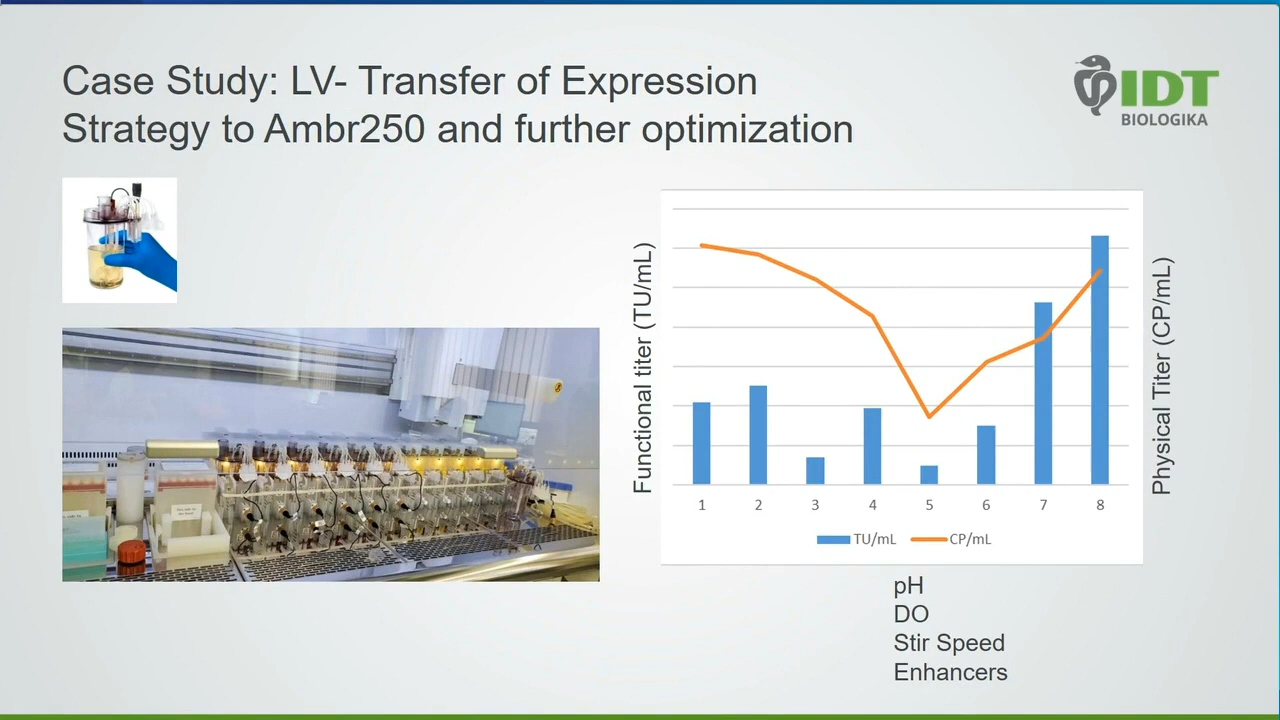 Case Study: LV- Transfer of Expression
Strategy to Ambr250 and further optimization
IDT
BIOLOGIKA
Functional titer (TU/mL)
Physical Titer (CP/mL)
1 2 3 4 5 6 7 8
TU/mL CP/mL
pH
DO
Stir Speed
Enhancers